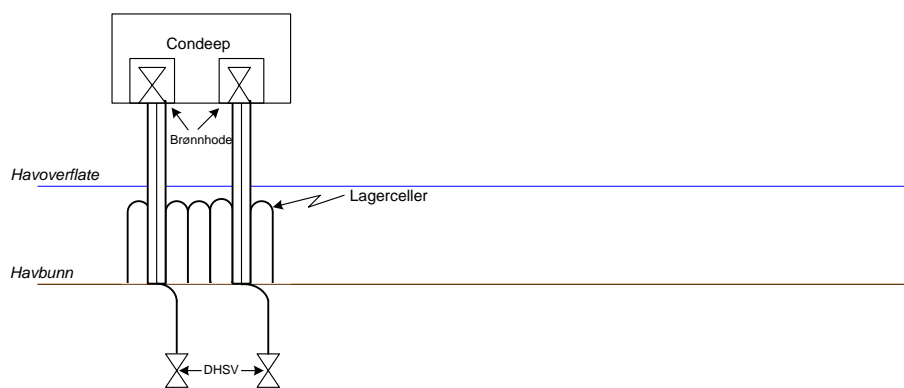 Condeep
Brønnhode
Havoverflate
Lagerceller
Havbunn
DHSV